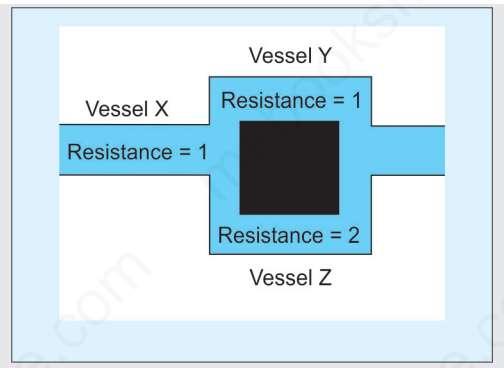 Vessel Y
Resistance = 1
Vessel X
Resistance = 1
Resistance = 2
Vessel Z